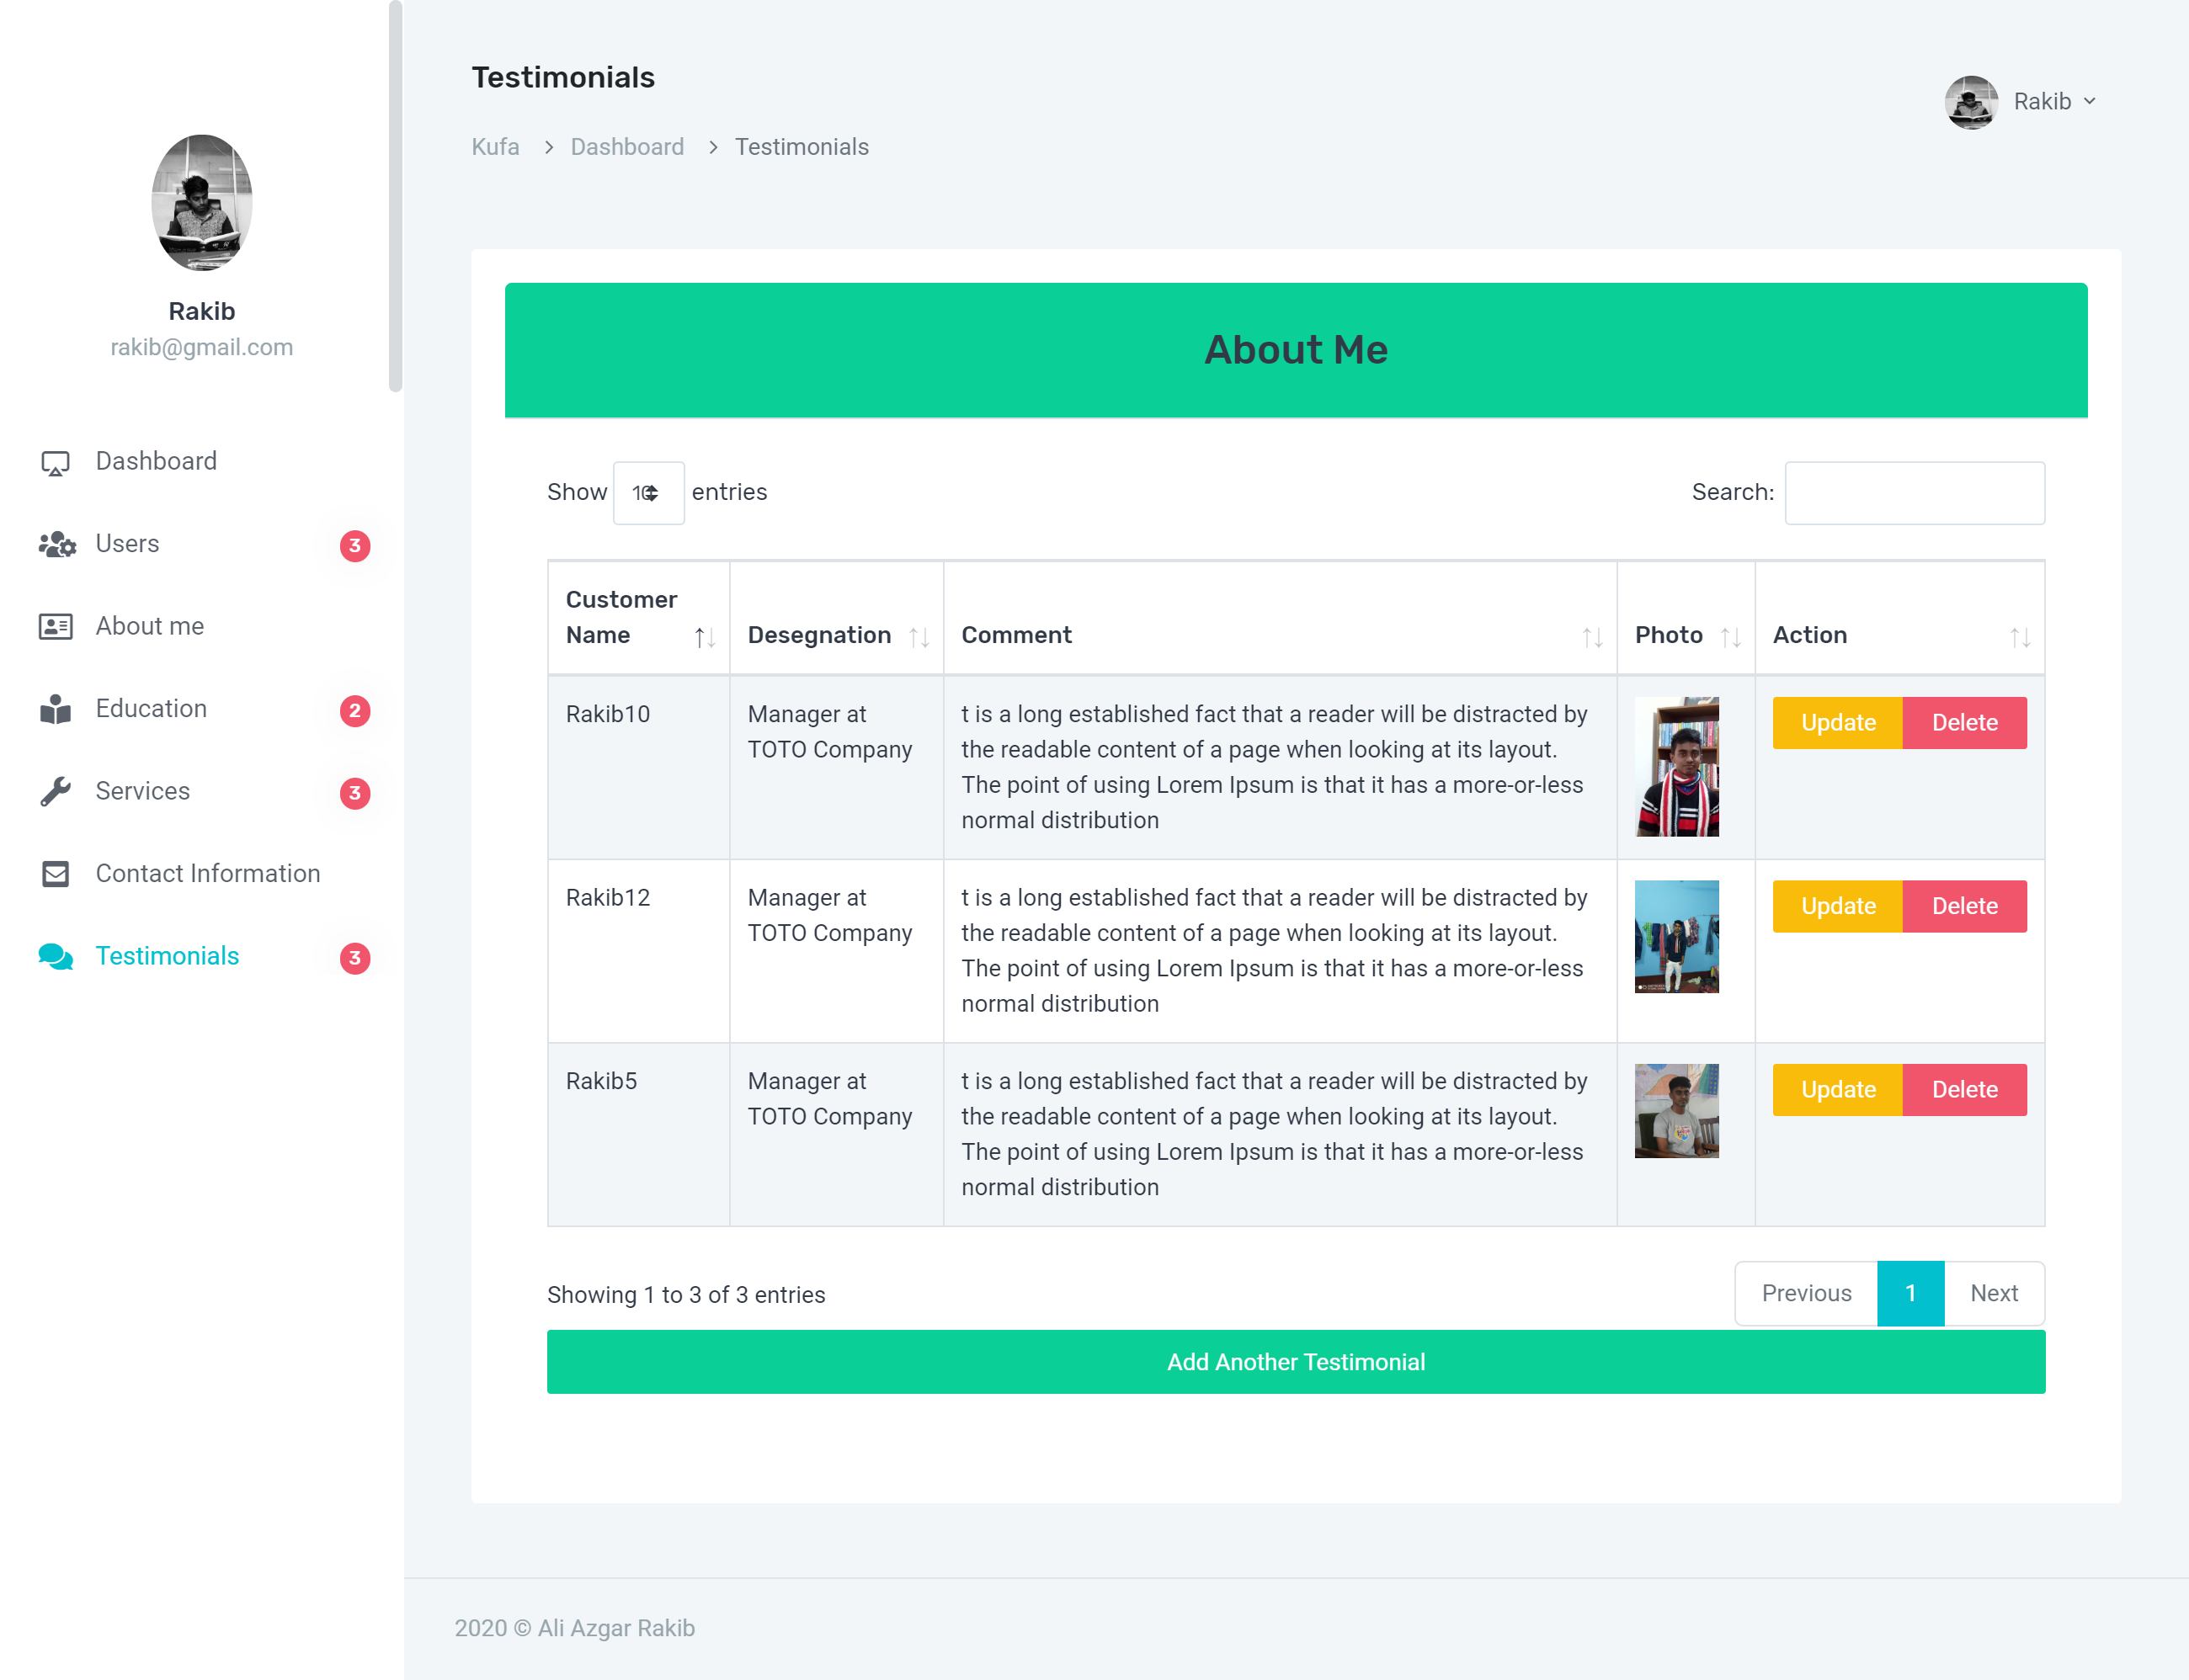 Testimonials
Rakib
Kufa > Dashboard > Testimonials
Rakib
rakib@gmail.com
Dashboard
Users 3
About me
Education 2
Services 3
Contact Information
Testimonials 3
About Me
Show 10 entries
Search:
Customer
Name
Desegnation
Comment
Photo
Action
Rakib10
Manager at
TOTO Company
t is a long established fact that a reader will be distracted by
the readable content of a page when looking at its layout.
The point of using Lorem Ipsum is that it has a more-or-less
normal distribution
Update
Delete
Rakib12
Manager at
TOTO Company
t is a long established fact that a reader will be distracted by
the readable content of a page when looking at its layout.
The point of using Lorem Ipsum is that it has a more-or-less
normal distribution
Update
Delete
Rakib5
Manager at
TOTO Company
t is a long established fact that a reader will be distracted by
the readable content of a page when looking at its layout.
The point of using Lorem Ipsum is that it has a more-or-less
normal distribution
Update
Delete
Showing 1 to 3 of 3 entries
Previous 1 Next
Add Another Testimonial
2020 © Ali Azgar Rakib